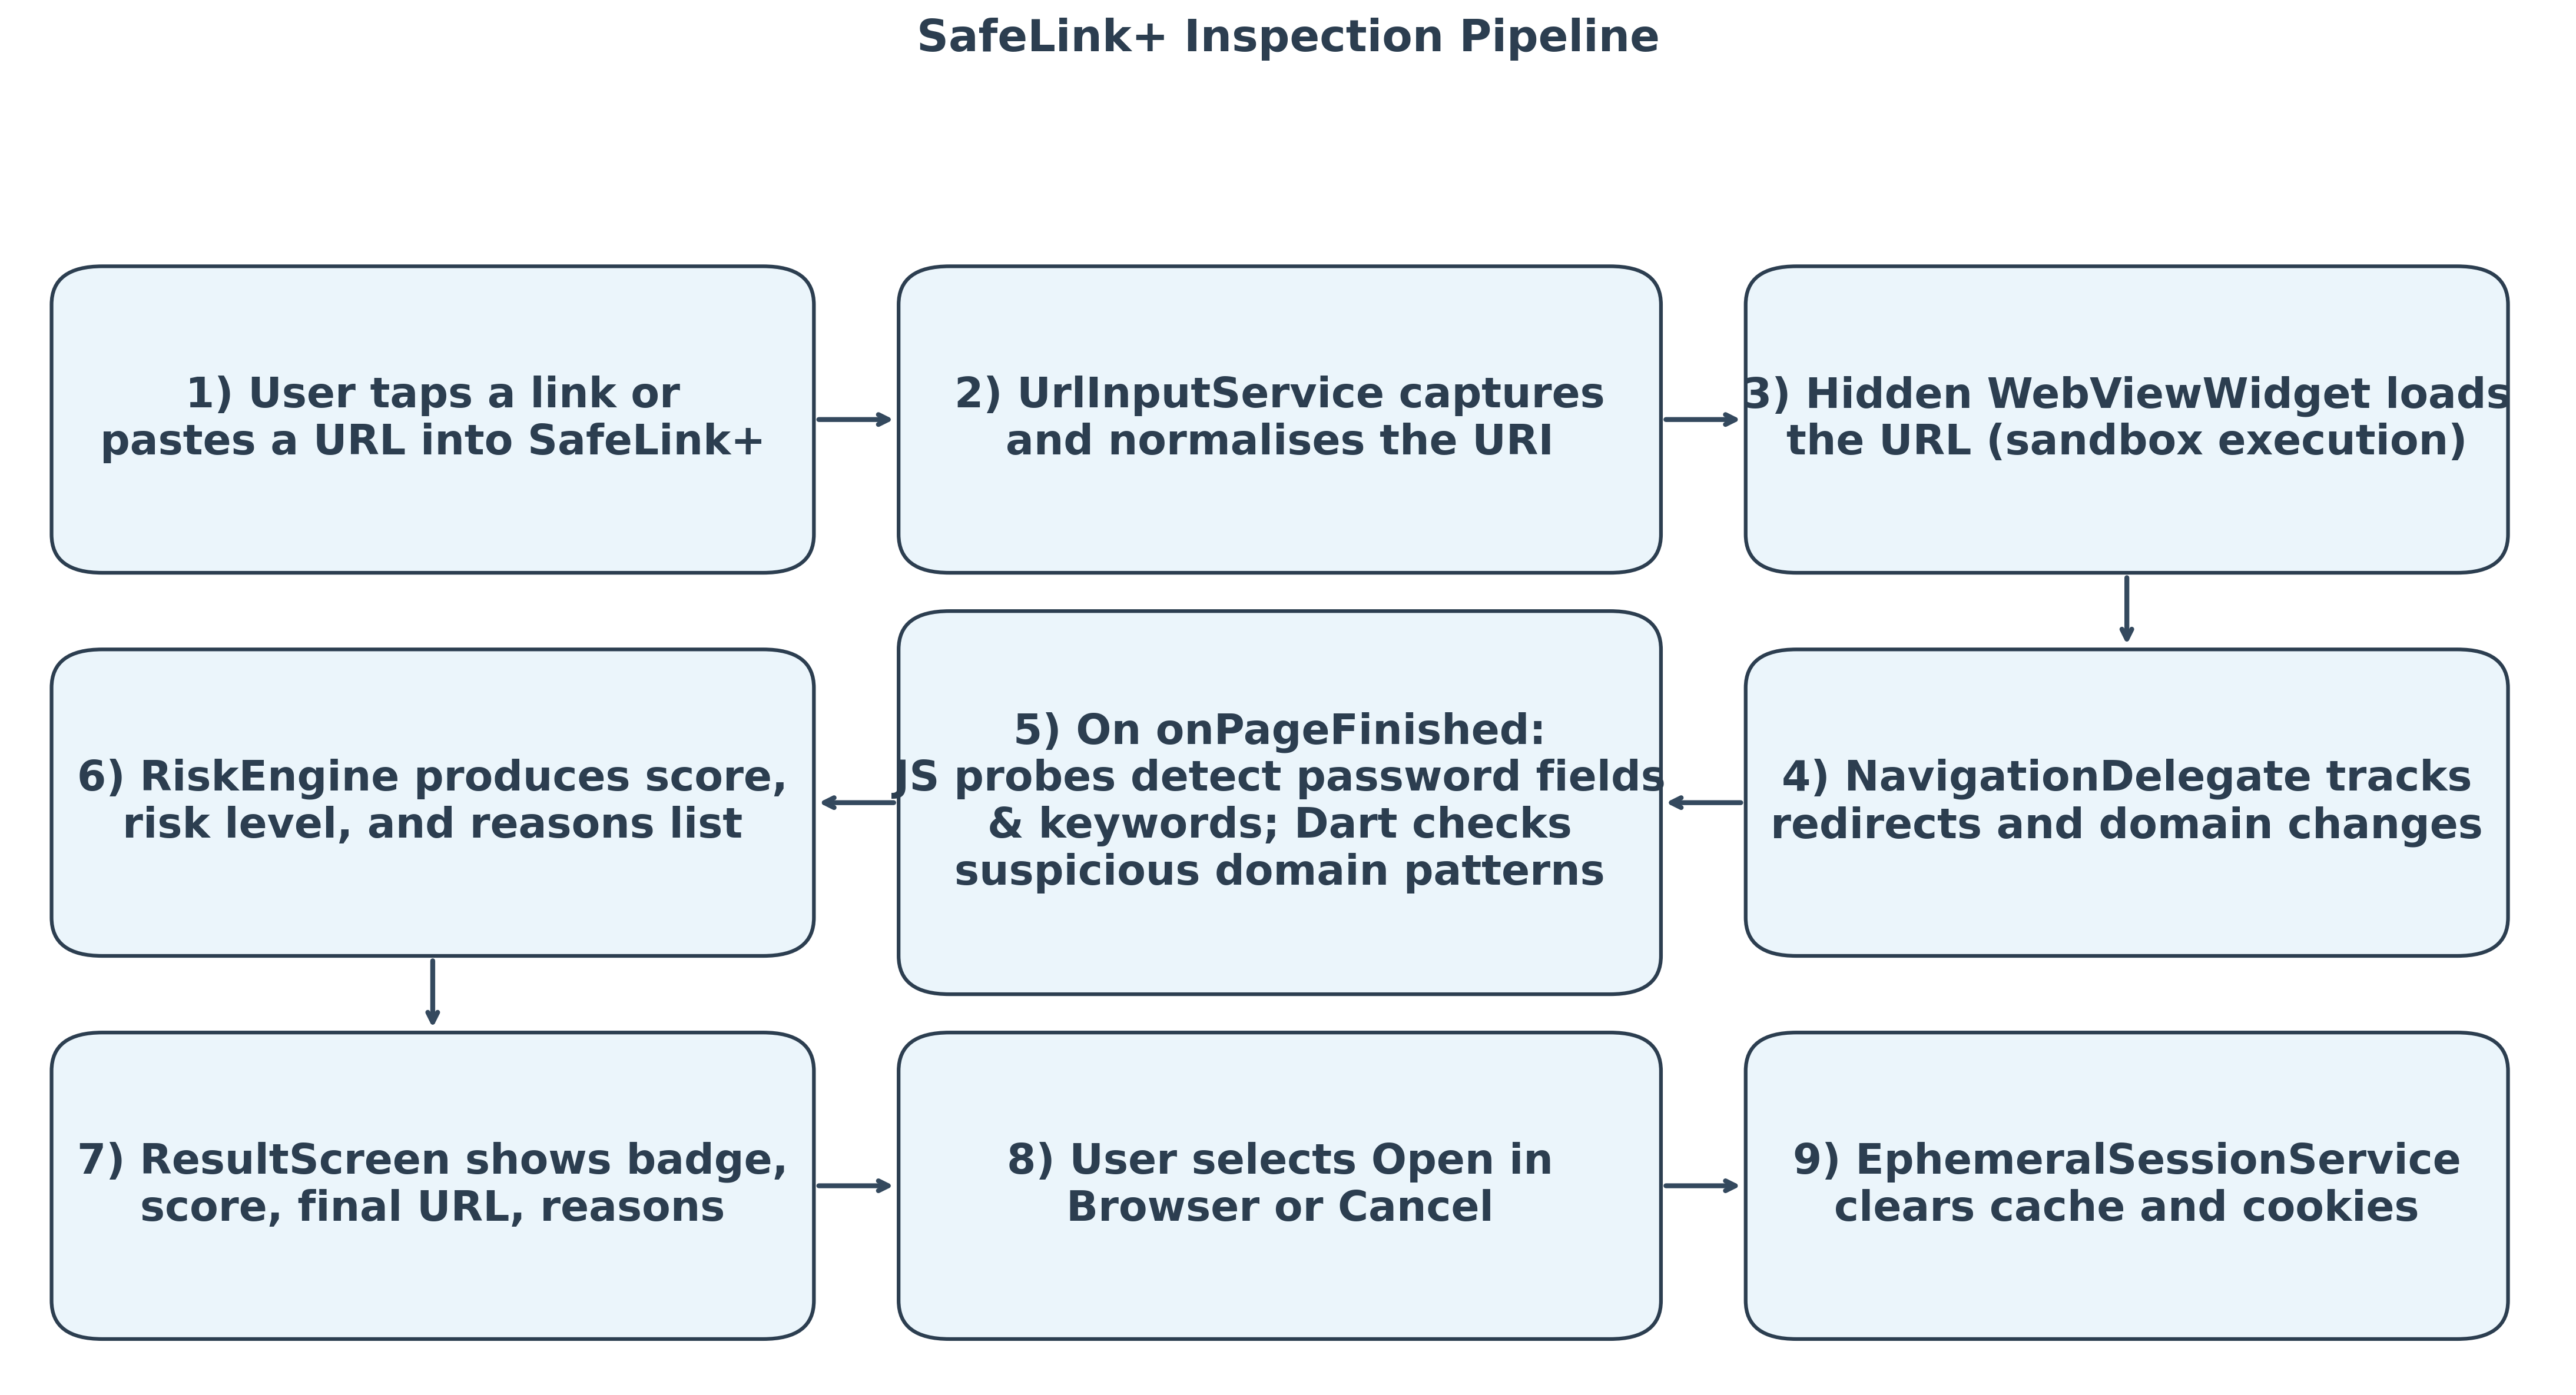 SafeLink+ Inspection Pipeline
1) User taps a link or
pastes a URL into SafeLink+
2) UrlInputService captures
and normalises the URI
3) Hidden WebViewWidget loads
the URL (sandbox execution)
4) NavigationDelegate tracks
redirects and domain changes
5) On onPageFinished:
JS probes detect password fields
& keywords; Dart checks
suspicious domain patterns
6) RiskEngine produces score,
risk level, and reasons list
7) ResultScreen shows badge,
score, final URL, reasons
8) User selects Open in
Browser or Cancel
9) EphemeralSessionService
clears cache and cookies